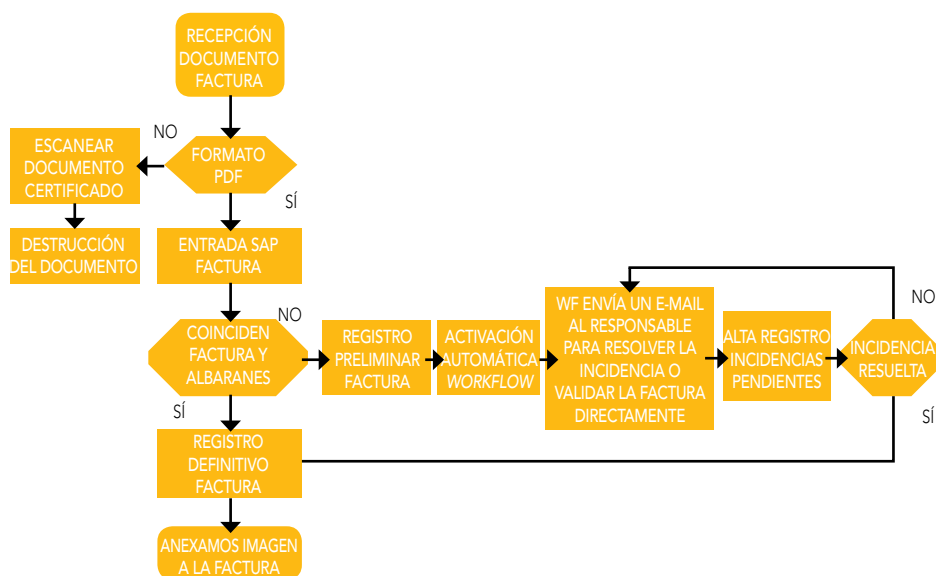 RECEPCIÓN
DOCUMENTO
FACTURA
NO
ESCANEAR
DOCUMENTO
CERTIFICADO
FORMATO
PDF
SÍ
DESTRUCCIÓN
DEL DOCUMENTO
ENTRADA SAP
FACTURA
NO
COINCIDEN
FACTURA Y
ALBARANES
REGISTRO
PRELIMINAR
FACTURA
ACTIVACIÓN
AUTOMÁTICA
WORKFLOW
WF ENVÍA UN E-MAIL
AL RESPONSABLE
PARA RESOLVER LA
INCIDENCIA O
VALIDAR LA FACTURA
DIRECTAMENTE
ALTA REGISTRO
INCIDENCIAS
PENDIENTES
NO
INCIDENCIA
RESUELTA
SÍ
SÍ
REGISTRO
DEFINITIVO
FACTURA
ANEXAMOS IMAGEN
A LA FACTURA